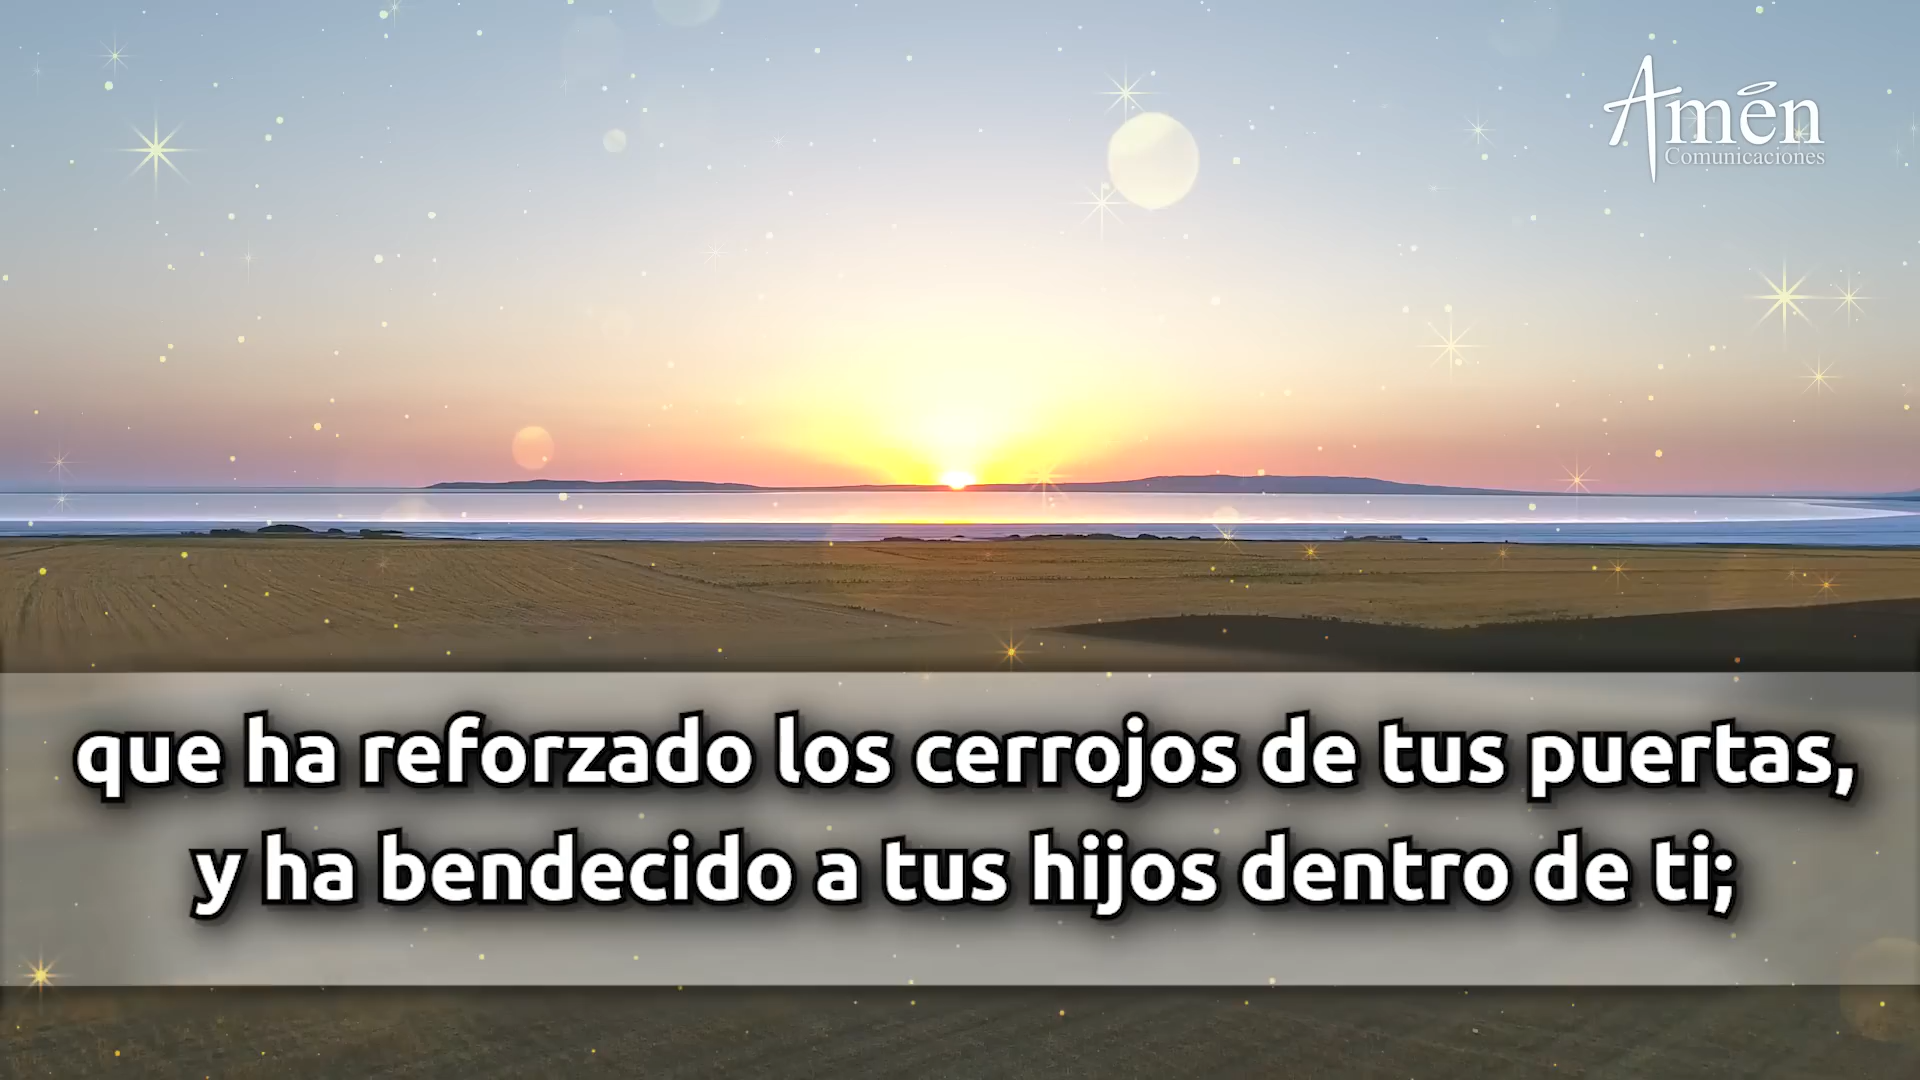 Amén
Comunicaciones
que ha reforzado los cerrojos de tus puertas,
y ha bendecido a tus hijos dentro de ti;